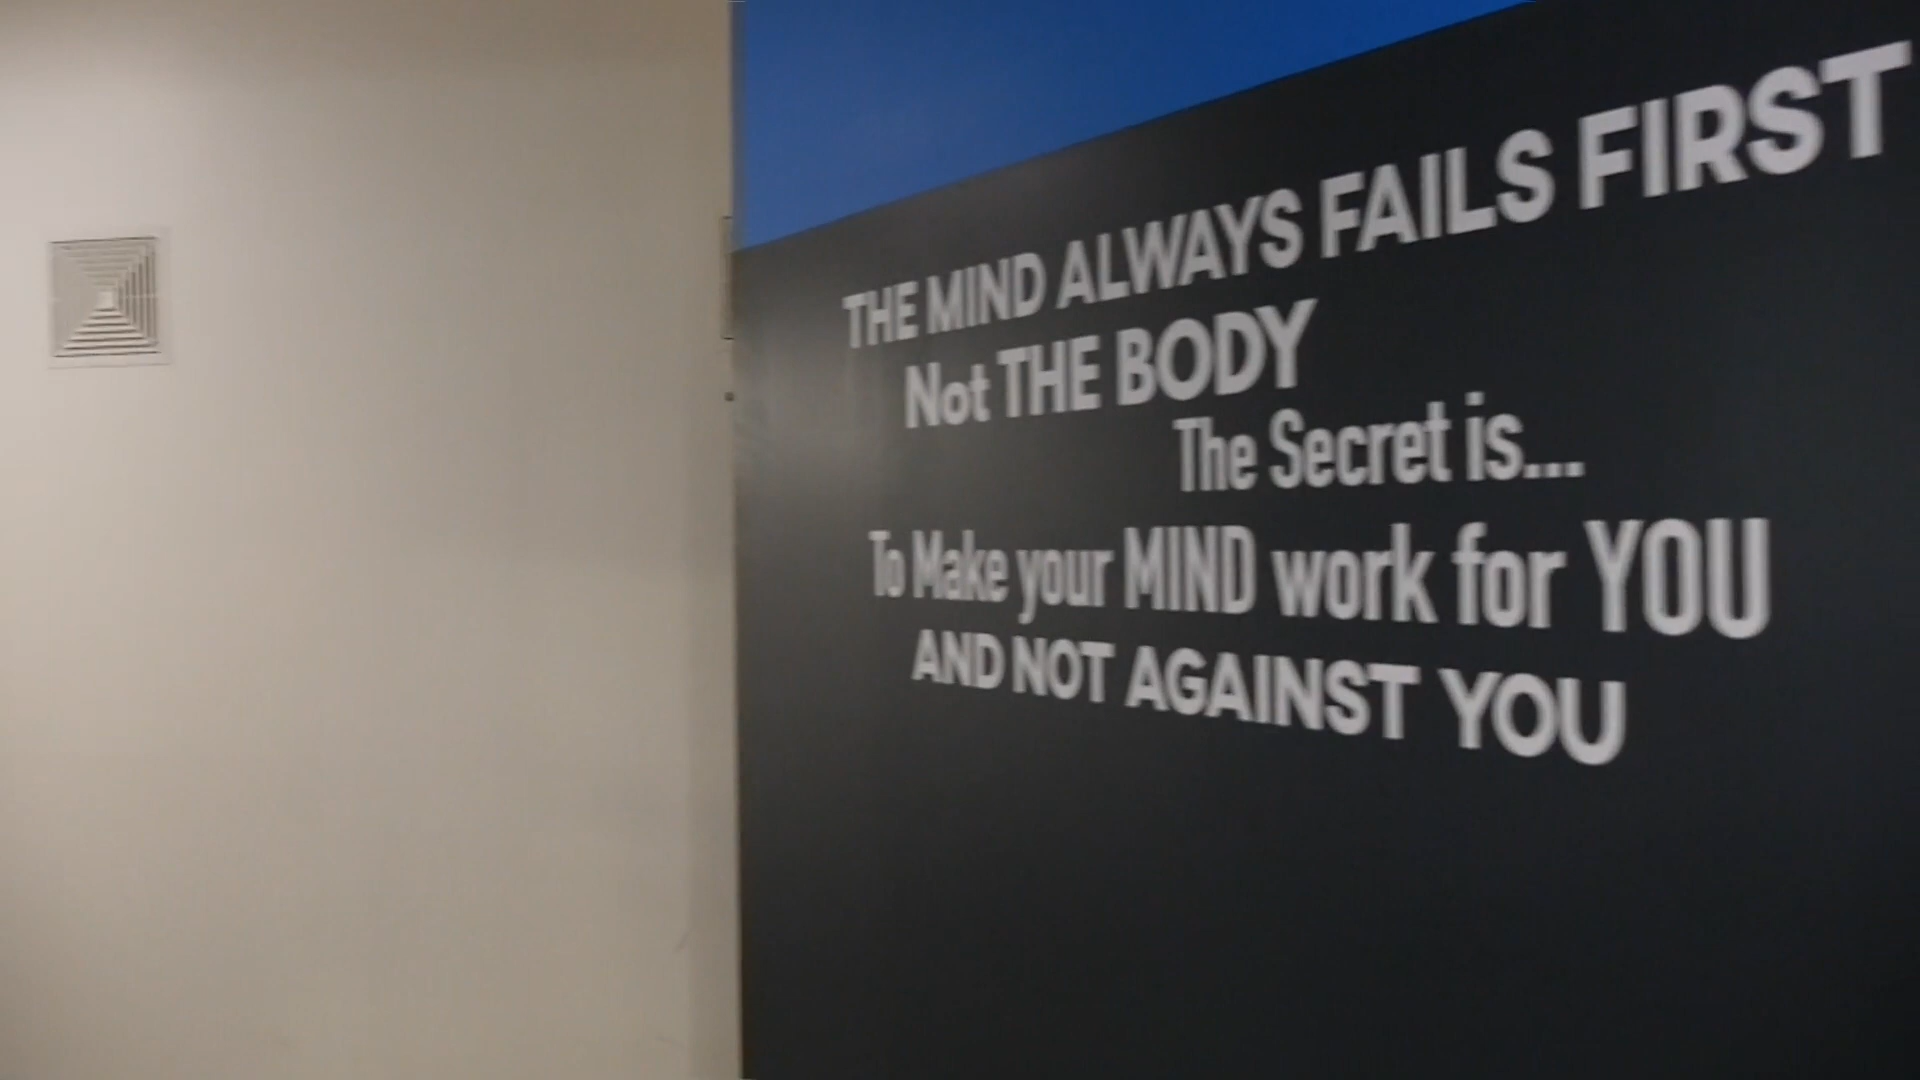 THE MIND ALWAYS FAILS FIRST
Not THE BODY
The Secret is...
To Make your MIND work for YOU
AND NOT AGAINST YOU